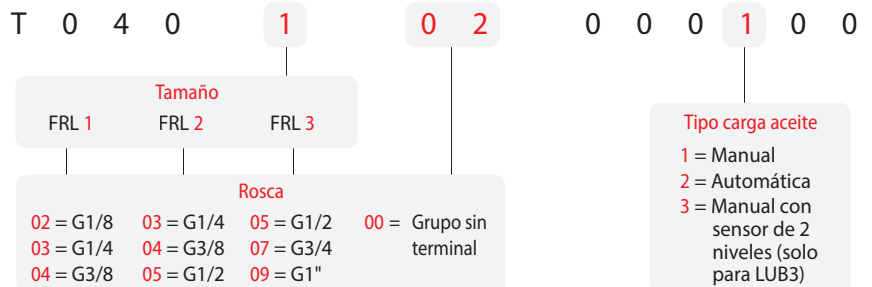 T 0 4 0 1 0 2 0 0 0 1 0 0
Tamaño
FRL 1 FRL 2 FRL 3
Rosca
02 = G1/8 03 = G1/4 05 = G1/2 00 = Grupo sin
03 = G1/4 04 = G3/8 07 = G3/4 terminal
04 = G3/8 05 = G1/2 09 = G1"
Tipo carga aceite
1 = Manual
2 = Automática
3 = Manual con
sensor de 2
niveles (solo
para LUB3)